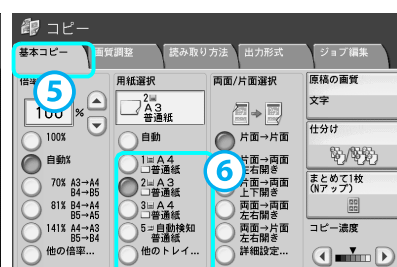 コピー
基本コピー
画質調整
読み取り方法
出力形式
ジョブ編集
5
倍率
100 %
100%
自動%
70% A3→A4
B4→B5
81% B4→A4
B5→A5
141% A4→A3
B5→B4
他の倍率...
用紙選択
2 A3
普通紙
自動
1 A4
普通紙
2 A3
普通紙
3 A4
普通紙
5 自動検知
普通紙
他のトレイ...
6
両面/片面選択
片面→片面
片面→両面
左右開き
片面→両面
上下開き
両面→両面
左右開き
両面→片面
左右開き
詳細設定...
原稿の画質
文字
仕分け
まとめて1枚
(Nアップ)
コピー濃度